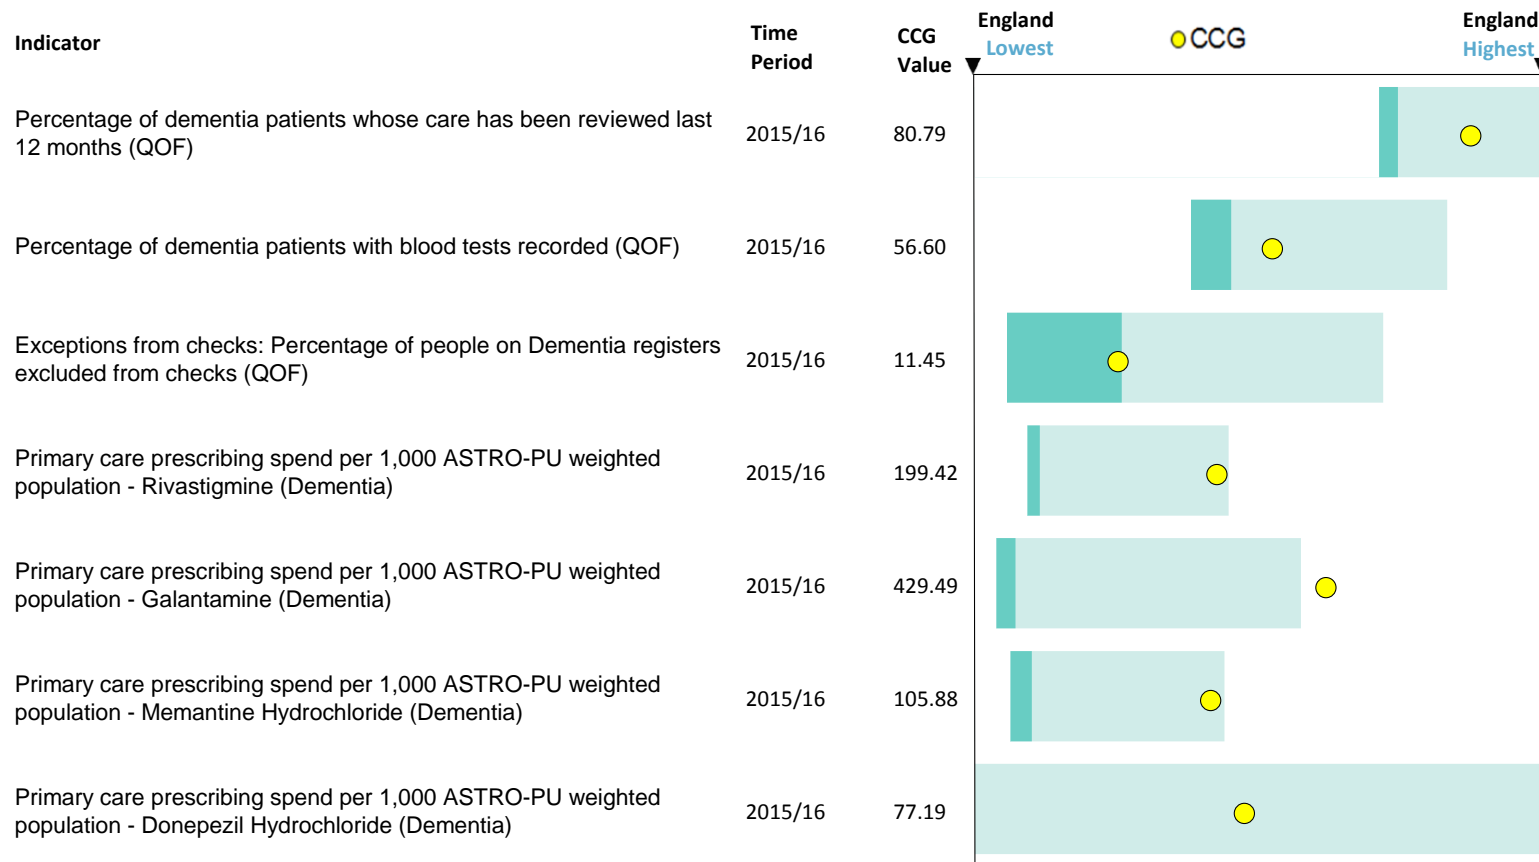 Indicator
Time
Period
CCG
Value
England
Lowest
CCG
England
Highest
Percentage of dementia patients whose care has been reviewed last
12 months (QOF)
2015/16
80.79
Percentage of dementia patients with blood tests recorded (QOF)
2015/16
56.60
Exceptions from checks: Percentage of people on Dementia registers
excluded from checks (QOF)
2015/16
11.45
Primary care prescribing spend per 1,000 ASTRO-PU weighted
population - Rivastigmine (Dementia)
2015/16
199.42
Primary care prescribing spend per 1,000 ASTRO-PU weighted
population - Galantamine (Dementia)
2015/16
429.49
Primary care prescribing spend per 1,000 ASTRO-PU weighted
population - Memantine Hydrochloride (Dementia)
2015/16
105.88
Primary care prescribing spend per 1,000 ASTRO-PU weighted
population - Donepezil Hydrochloride (Dementia)
2015/16
77.19